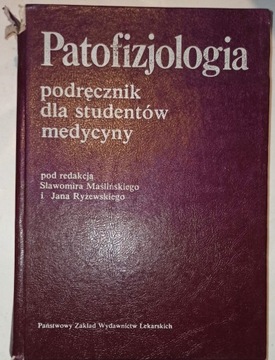 Patofizjologia
podręcznik
dla studentów
medycyny
pod redakcją
Sławomira Maślińskiego
i Jana Ryżewskiego
Państwowy Zakład Wydawnictw Lekarskich